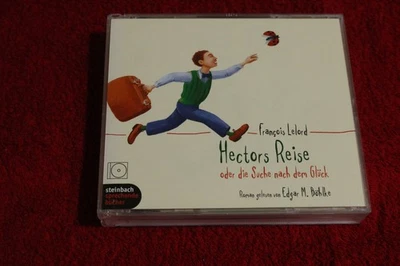 François Lelord
Hectors Reise
oder die Suche nach dem Glück
Roman gelesen von Edgar M. Böhlke
steinbach
sprechende
bücher